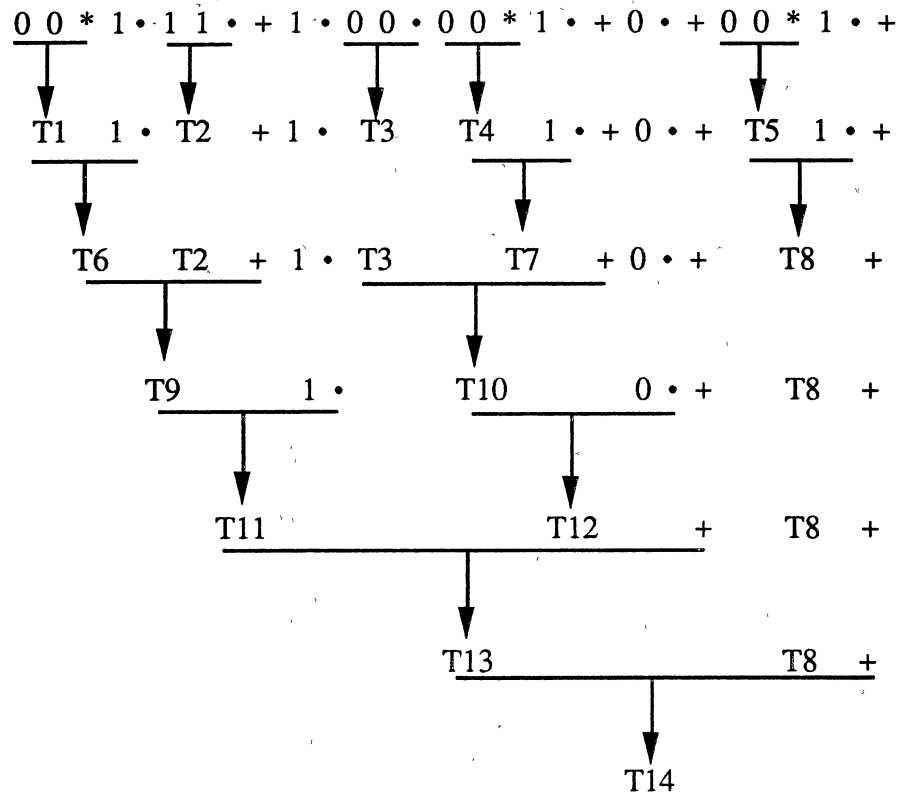 0 0 * 1 • 1 1 • + 1 • 0 0 • 0 0 * 1 • + 0 • + 0 0 * 1 • +
T1 1 • T2 + 1 • T3 T4 1 • + 0 • + T5 1 • +
T6 T2 + 1 • T3 T7 + 0 • + T8 +
T9 1 • T10 0 • + T8 +
T11 T12 + T8 +
T13 T8 +
T14